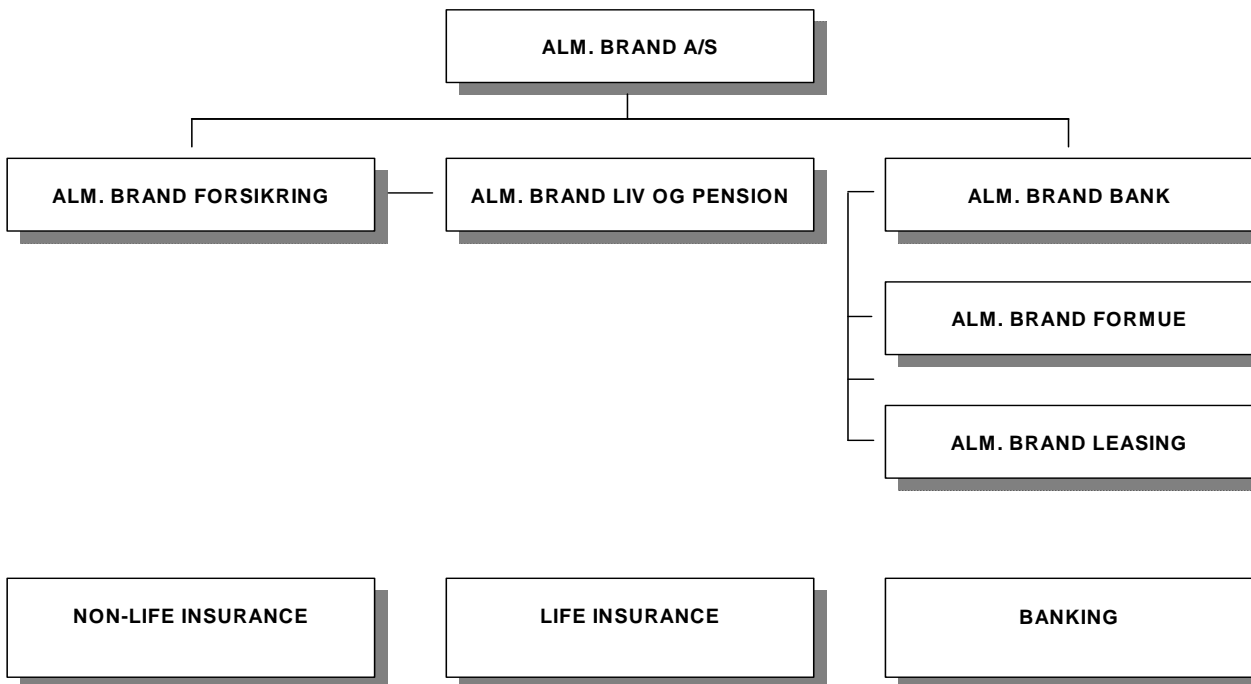 ALM. BRAND A/S
ALM. BRAND FORSIKRING
ALM. BRAND LIV OG PENSION
ALM. BRAND BANK
ALM. BRAND FORMUE
ALM. BRAND LEASING
NON-LIFE INSURANCE
LIFE INSURANCE
BANKING